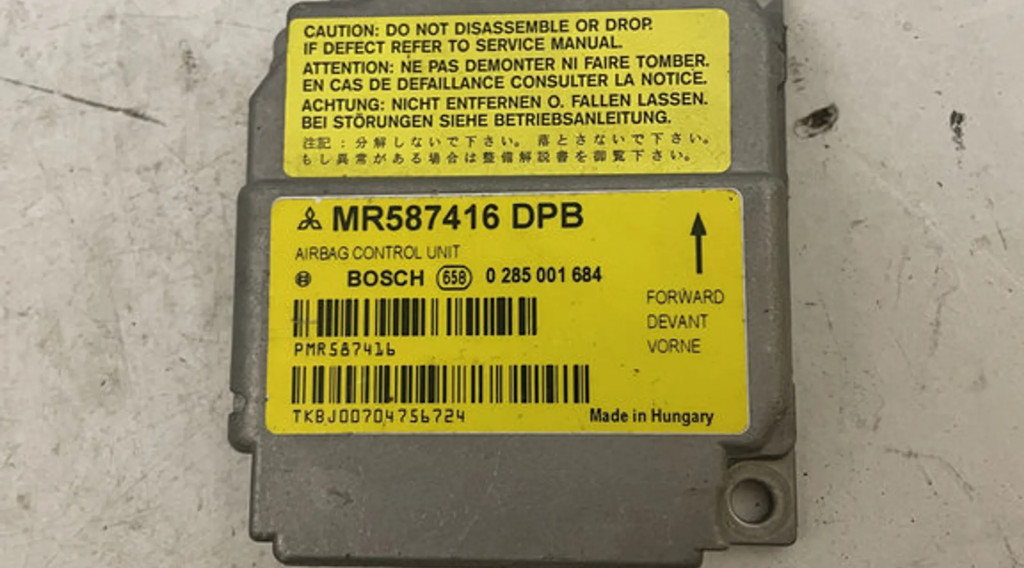 CAUTION: DO NOT DISASSEMBLE OR DROP.
IF DEFECT REFER TO SERVICE MANUAL.
ATTENTION: NE PAS DEMONTER NI FAIRE TOMBER.
EN CAS DE DEFAILLANCE CONSULTER LA NOTICE.
ACHTUNG: NICHT ENTFERNEN O. FALLEN LASSEN.
BEI STÖRUNGEN SIEHE BETRIEBSANLEITUNG.
注記:分解しないで下さい。落とさないで下さい。
もし異常がある場合は整備解説書を御覧下さい。
MR587416 DPB
AIRBAG CONTROL UNIT
BOSCH 658 0 285 001 684
FORWARD
DEVANT
VORNE
PMR587416
TKBJ00704756724
Made in Hungary